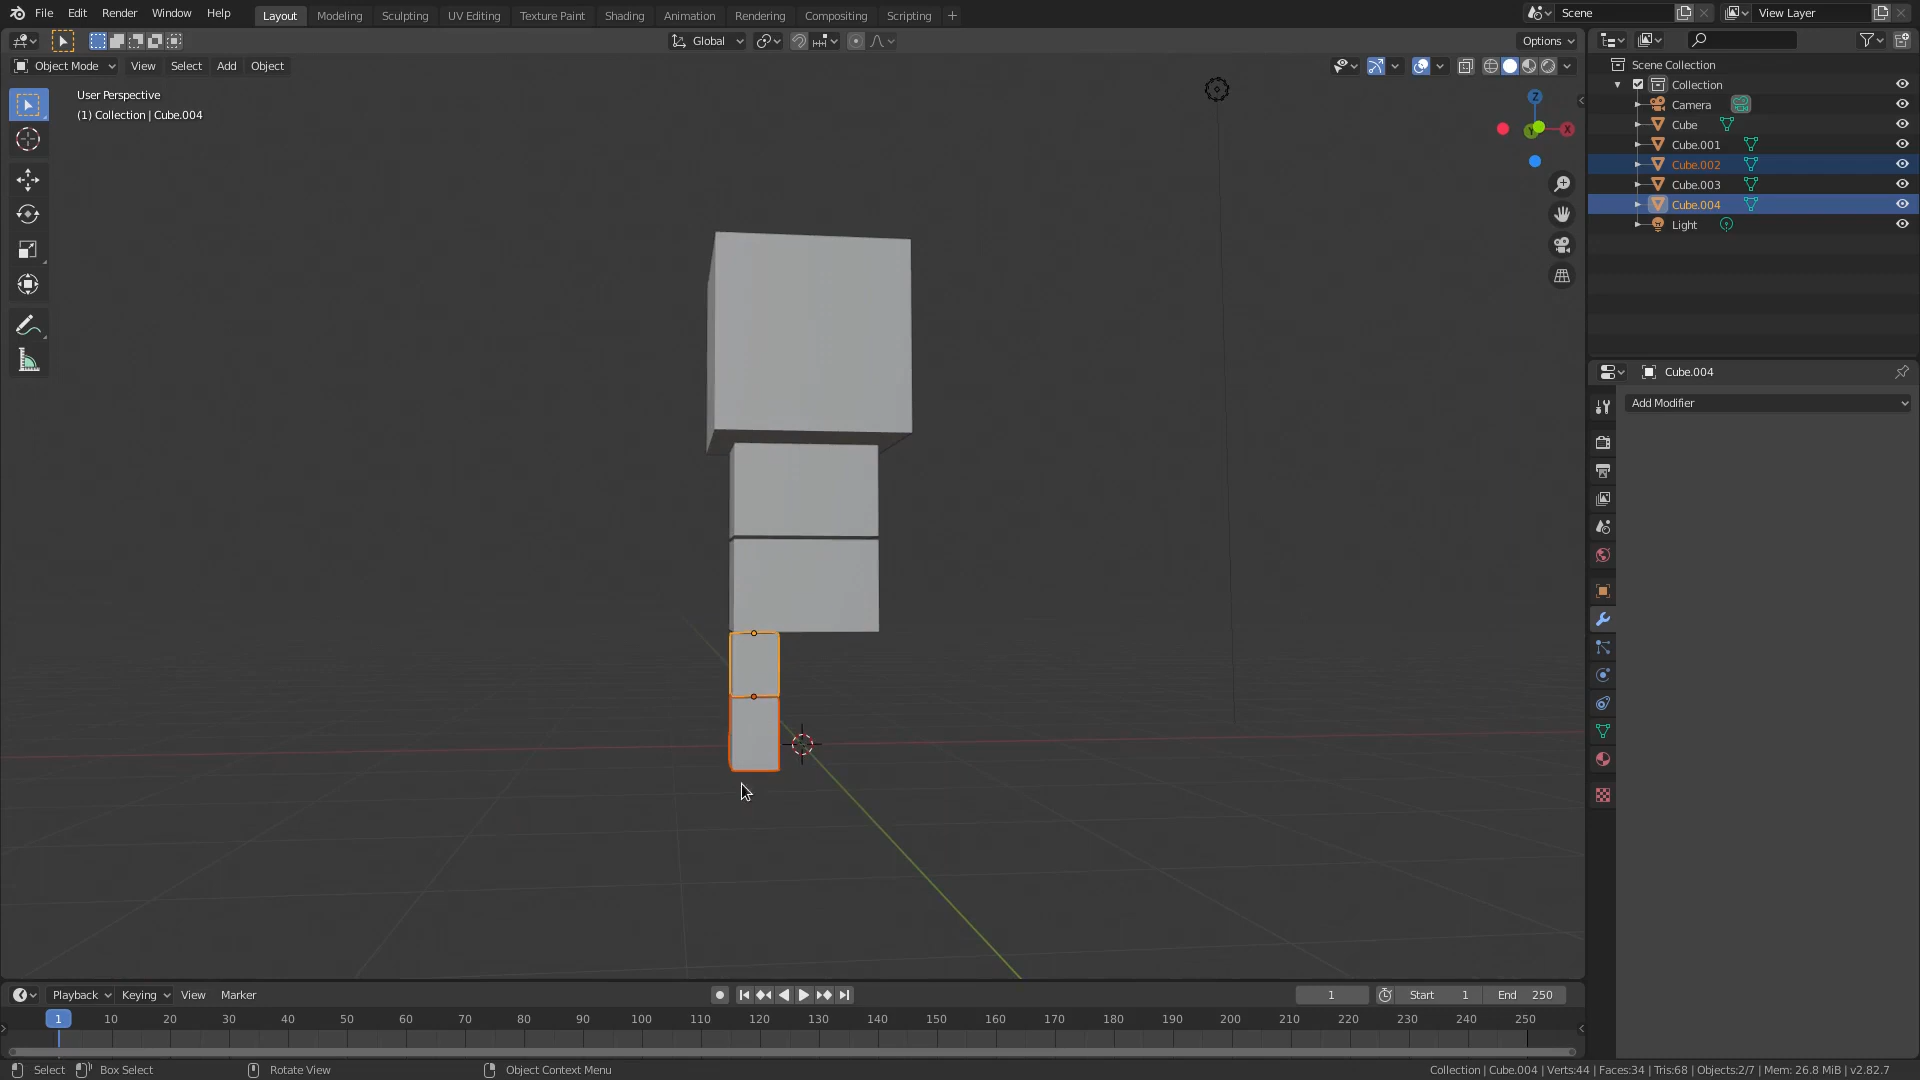 File Edit Render Window Help Layout Modeling Sculpting UV Editing Texture Paint Shading Animation Rendering Compositing Scripting + Scene View Layer
Global Options
Object Mode View Select Add Object
User Perspective
(1) Collection | Cube.004
Z
Y
X
Scene Collection
Collection
Camera
Cube
Cube.001
Cube.002
Cube.003
Cube.004
Light
Cube.004
Add Modifier
Playback Keying View Marker 1 Start 1 End 250
1 10 20 30 40 50 60 70 80 90 100 110 120 130 140 150 160 170 180 190 200 210 220 230 240 250
Select Box Select Rotate View Object Context Menu Collection | Cube.004 | Verts:44 | Faces:34 | Tris:68 | Objects:2/7 | Mem: 26.8 MiB | v2.82.7